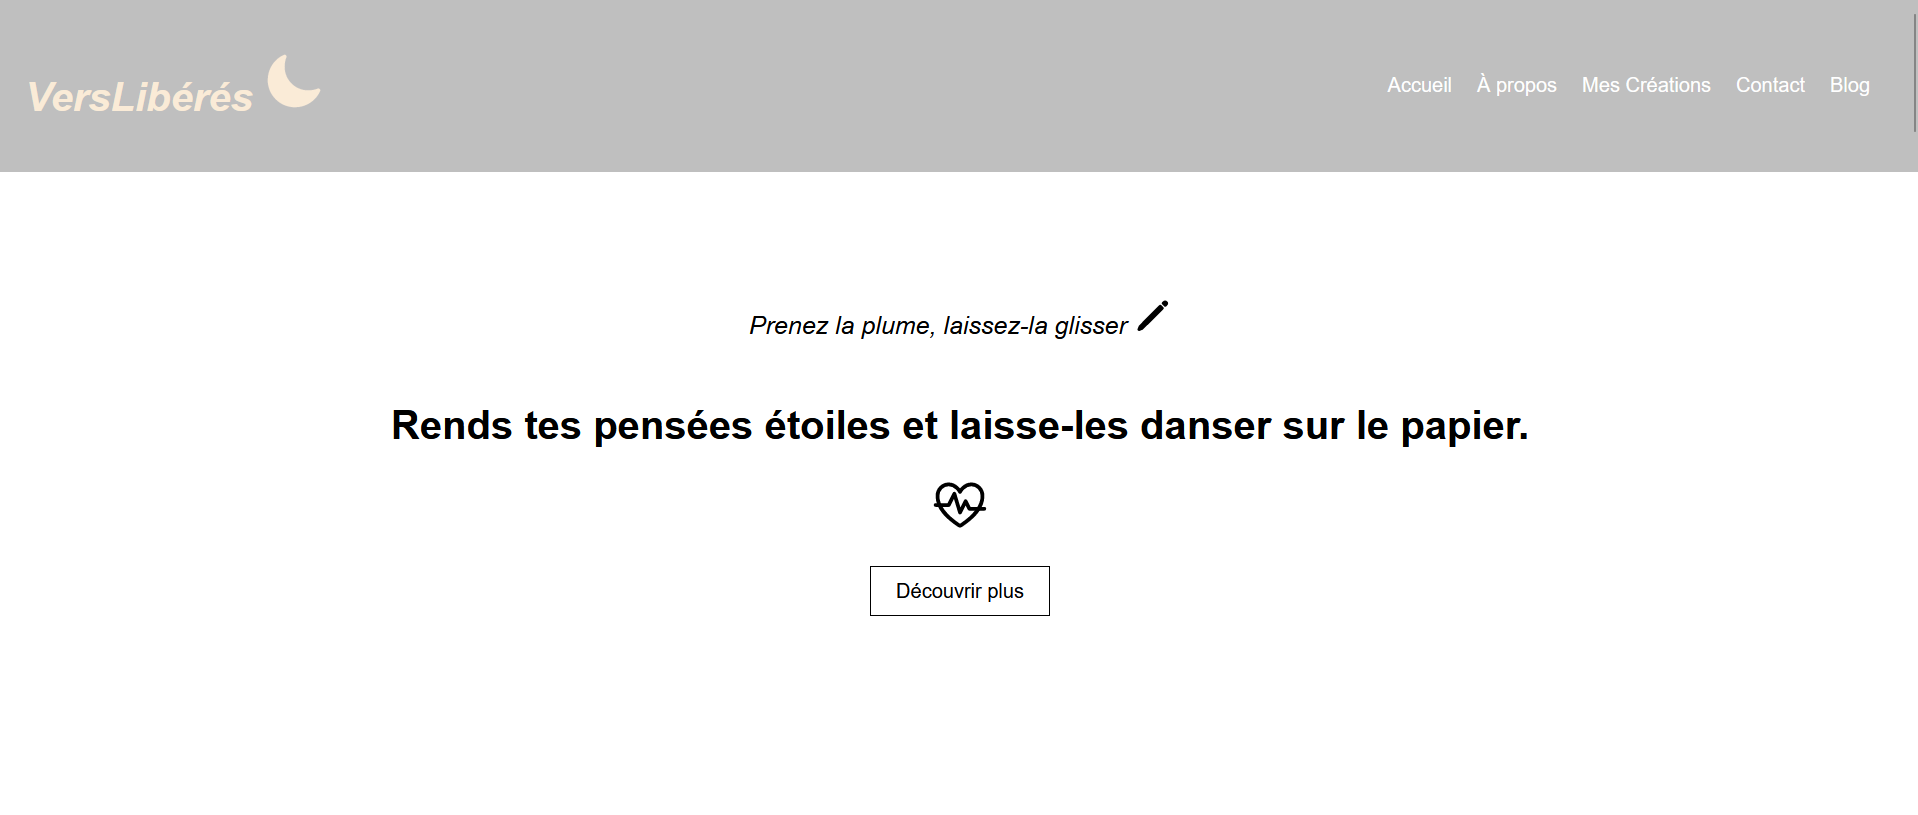 VersLibérés
Accueil À propos Mes Créations Contact Blog
Prenez la plume, laissez-la glisser
Rends tes pensées étoiles et laisse-les danser sur le papier.
Découvrir plus